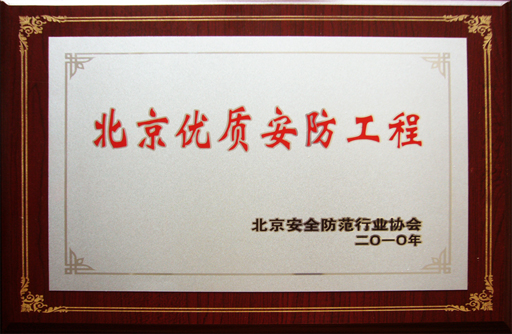 北京优质安防工程
北京安全防范行业协会
二〇一〇年